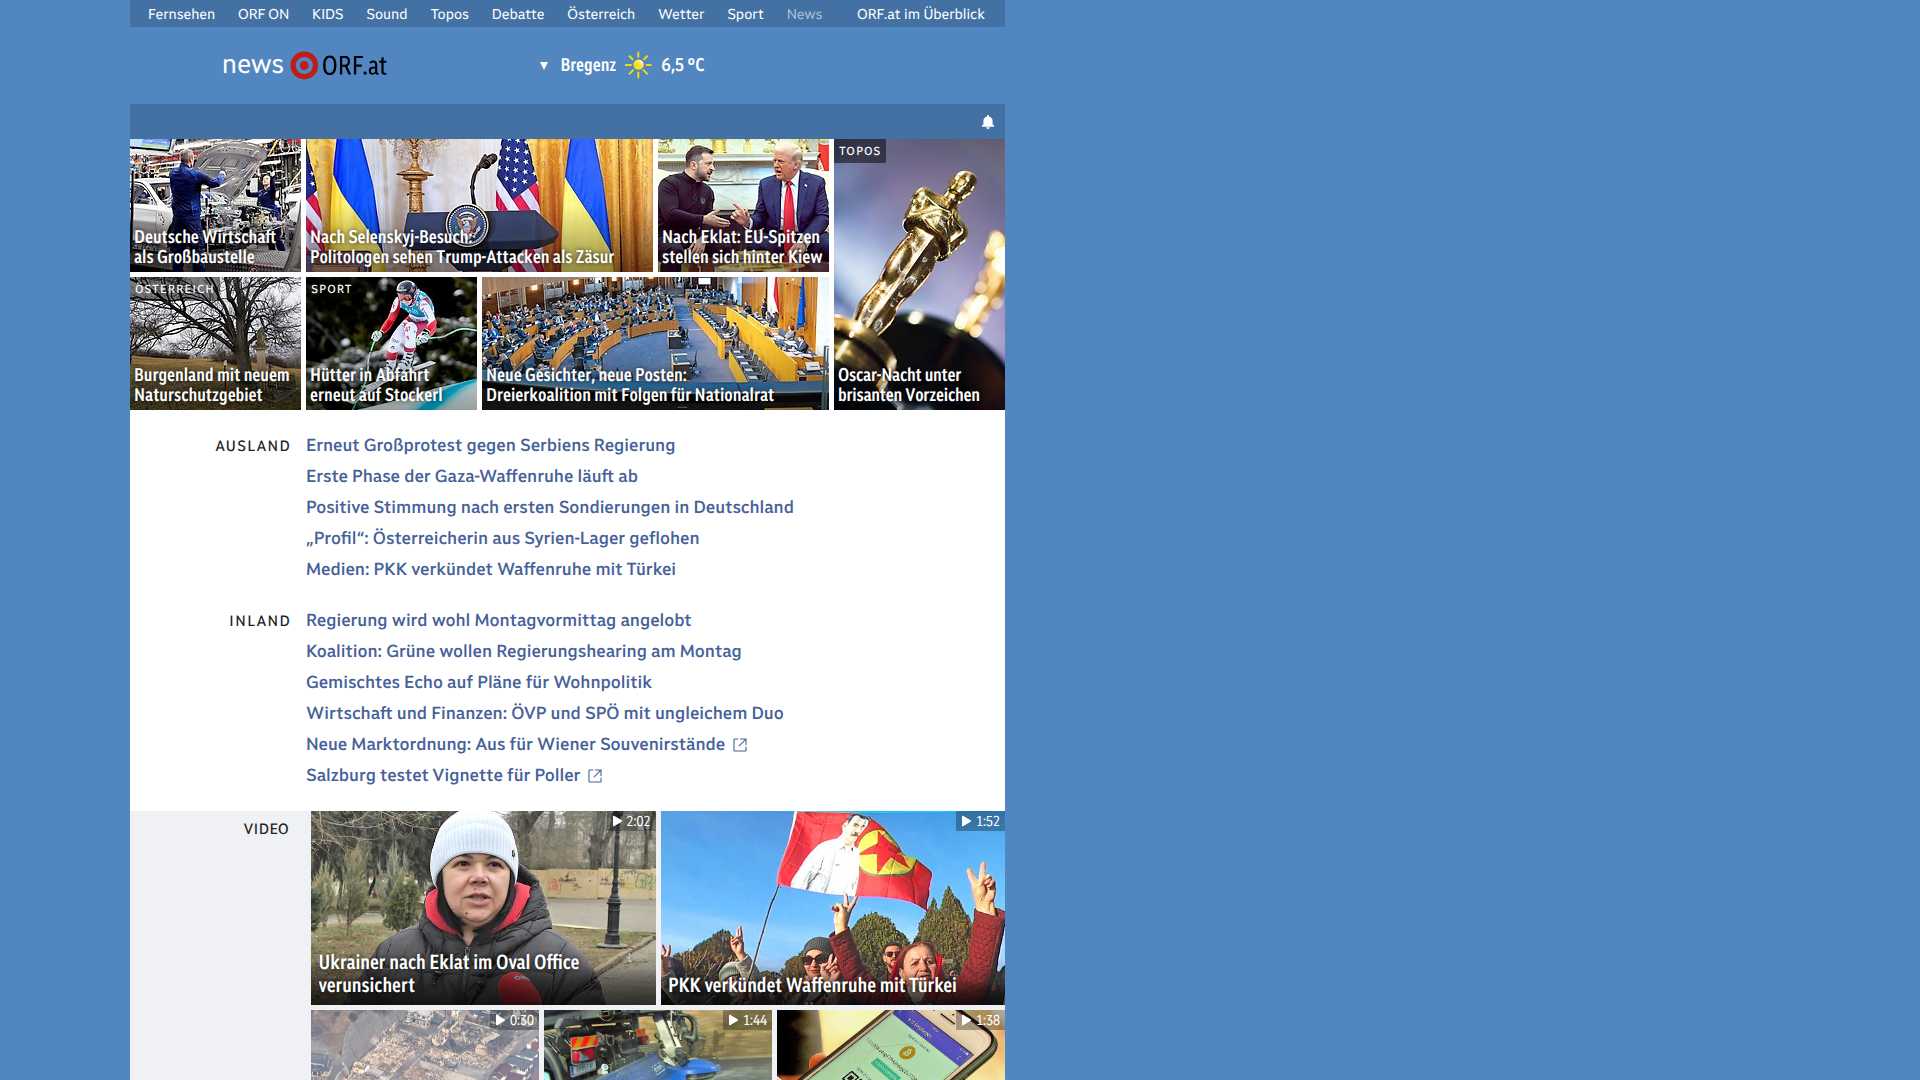 Fernsehen ORF ON KIDS Sound Topos Debatte Österreich Wetter Sport News ORF.at im Überblick
news ORF.at
Bregenz 6,5 °C
Deutsche Wirtschaft
als Großbaustelle
Nach Selenskyj-Besuch:
Politologen sehen Trump-Attacken als Zäsur
Nach Eklat: EU-Spitzen
stellen sich hinter Kiew
TOPOS
Oscar-Nacht unter
brisanten Vorzeichen
ÖSTERREICH
Burgenland mit neuem
Naturschutzgebiet
SPORT
Hütter in Abfahrt
erneut auf Stockerl
Neue Gesichter, neue Posten:
Dreierkoalition mit Folgen für Nationalrat
AUSLAND
Erneut Großprotest gegen Serbiens Regierung
Erste Phase der Gaza-Waffenruhe läuft ab
Positive Stimmung nach ersten Sondierungen in Deutschland
„Profil“: Österreicherin aus Syrien-Lager geflohen
Medien: PKK verkündet Waffenruhe mit Türkei
INLAND
Regierung wird wohl Montagvormittag angelobt
Koalition: Grüne wollen Regierungshearing am Montag
Gemischtes Echo auf Pläne für Wohnpolitik
Wirtschaft und Finanzen: ÖVP und SPÖ mit ungleichem Duo
Neue Marktordnung: Aus für Wiener Souvenirstände
Salzburg testet Vignette für Poller
VIDEO
2:02
Ukrainer nach Eklat im Oval Office
verunsichert
1:52
PKK verkündet Waffenruhe mit Türkei
0:30
1:44
1:38